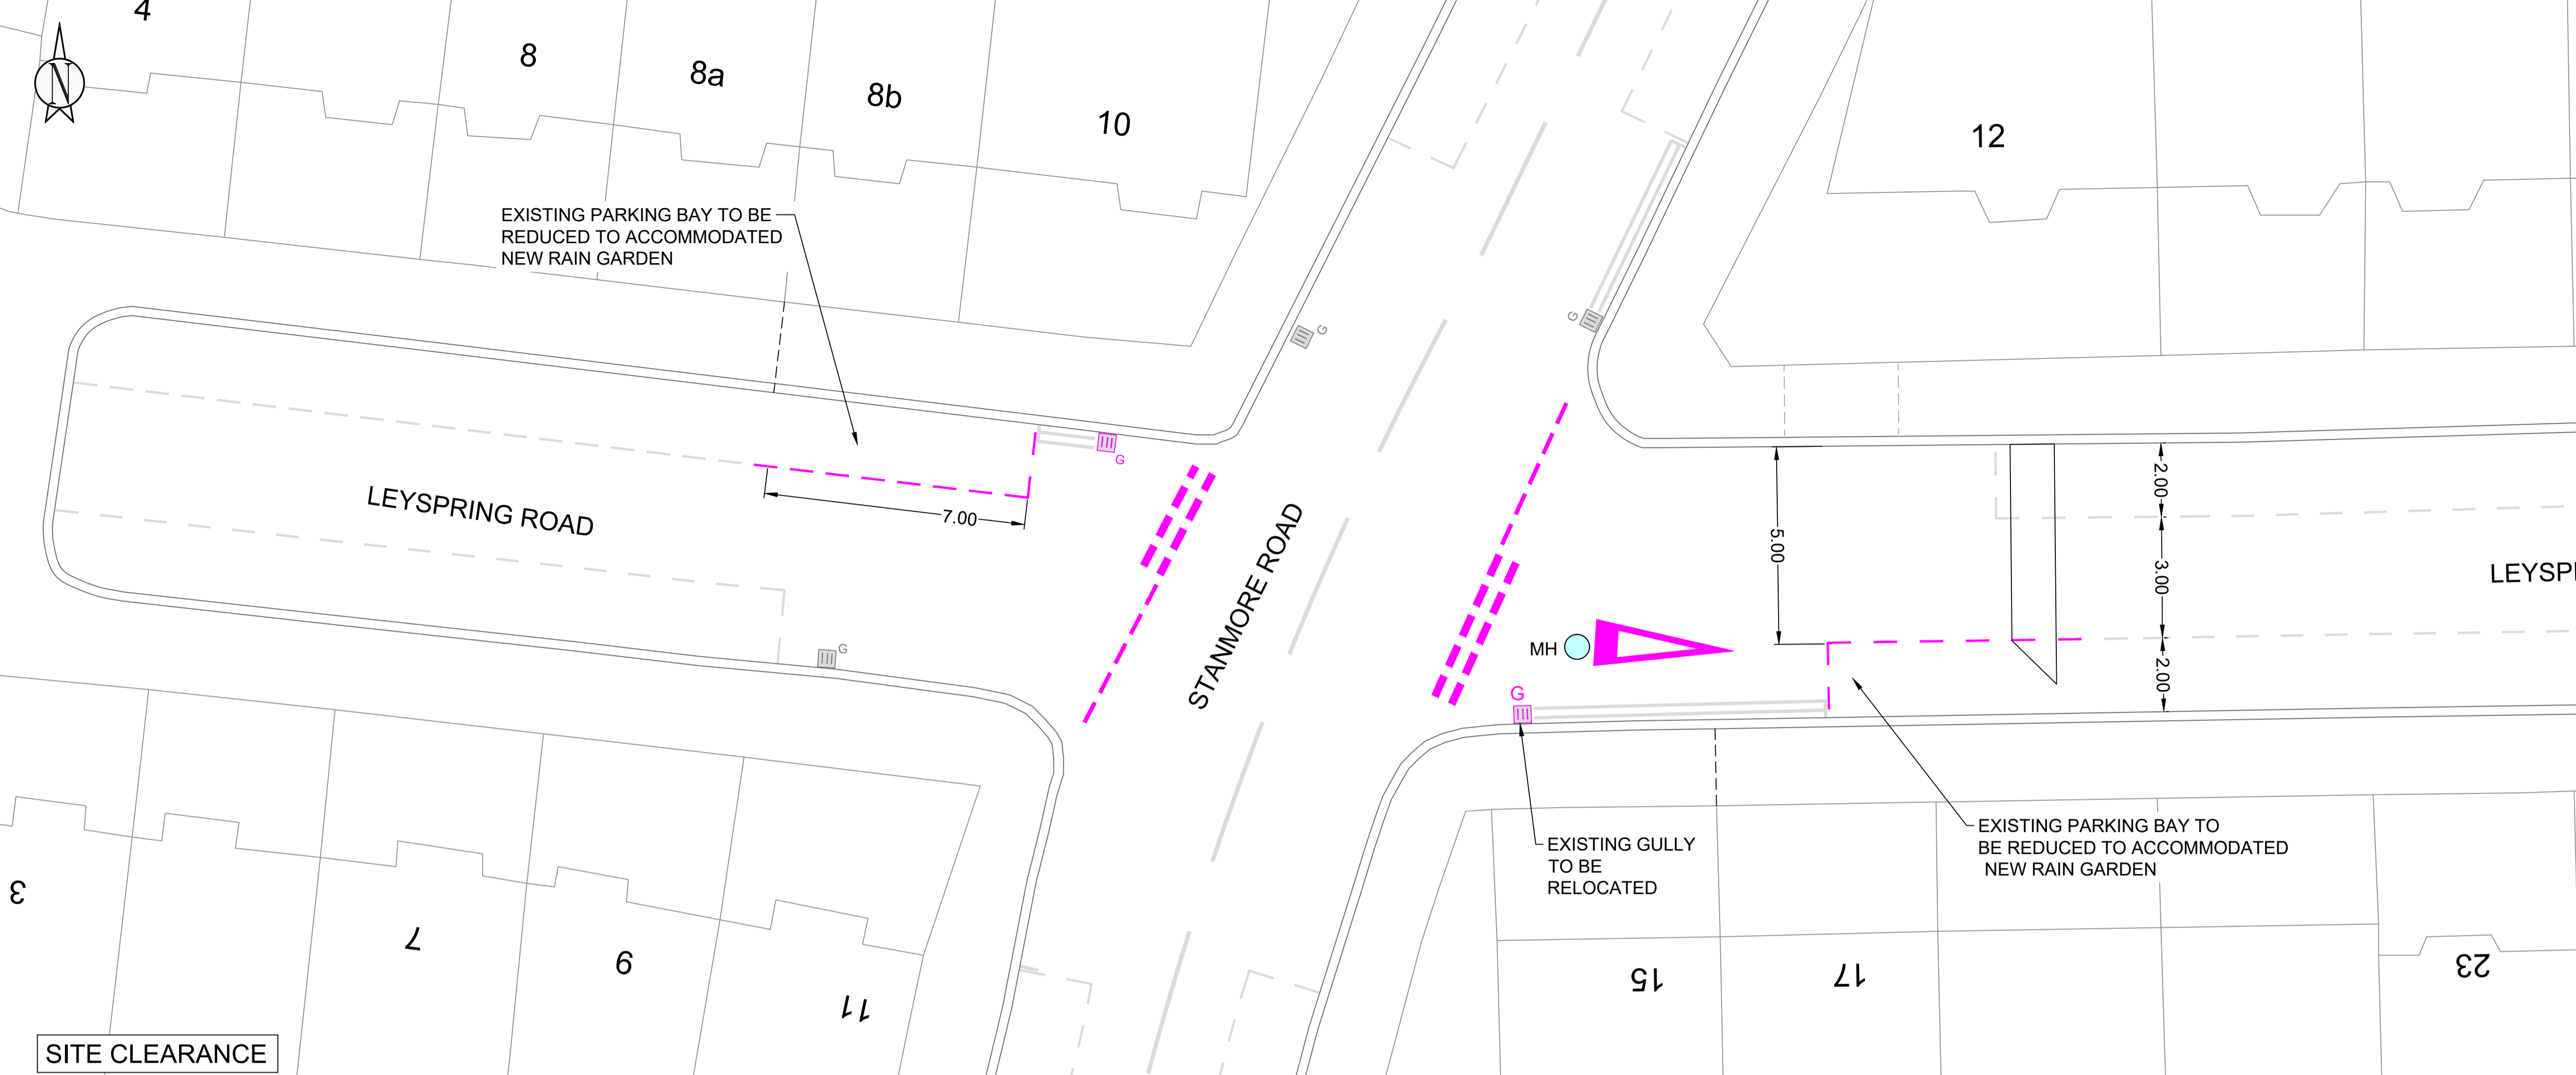 4
N
8
8a
8b
10
12
EXISTING PARKING BAY TO BE
REDUCED TO ACCOMMODATED
NEW RAIN GARDEN
G
G
G
LEYSPRING ROAD
7.00
STANMORE ROAD
5.00
2.00
3.00
2.00
LEYSP
G
MH
G
EXISTING GULLY
TO BE
RELOCATED
EXISTING PARKING BAY TO
BE REDUCED TO ACCOMMODATED
NEW RAIN GARDEN
3
7
9
11
15
17
23
SITE CLEARANCE